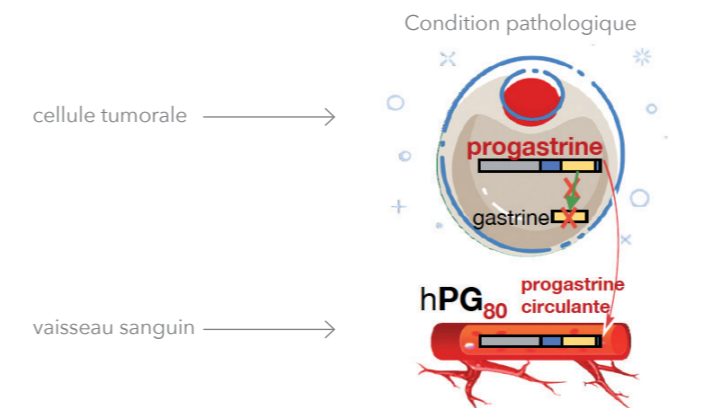 Condition pathologique
cellule tumorale
progastrine
gastrine
hPG80
progastrine
circulante
vaisseau sanguin